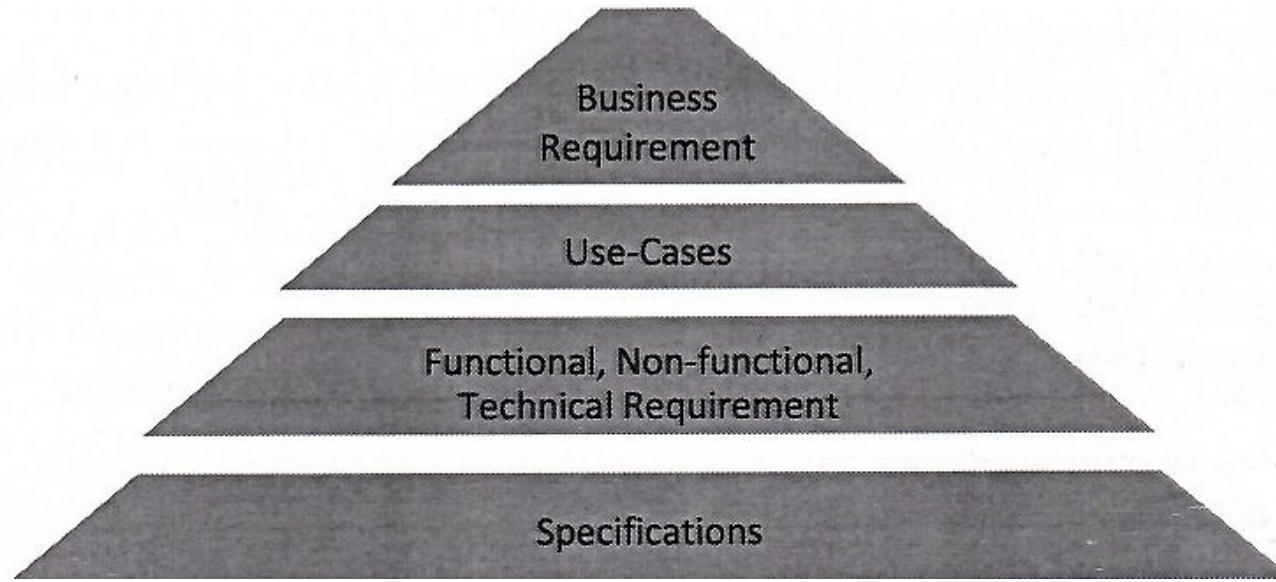 Business
Requirement
Use-Cases
Functional, Non-functional,
Technical Requirement
Specifications